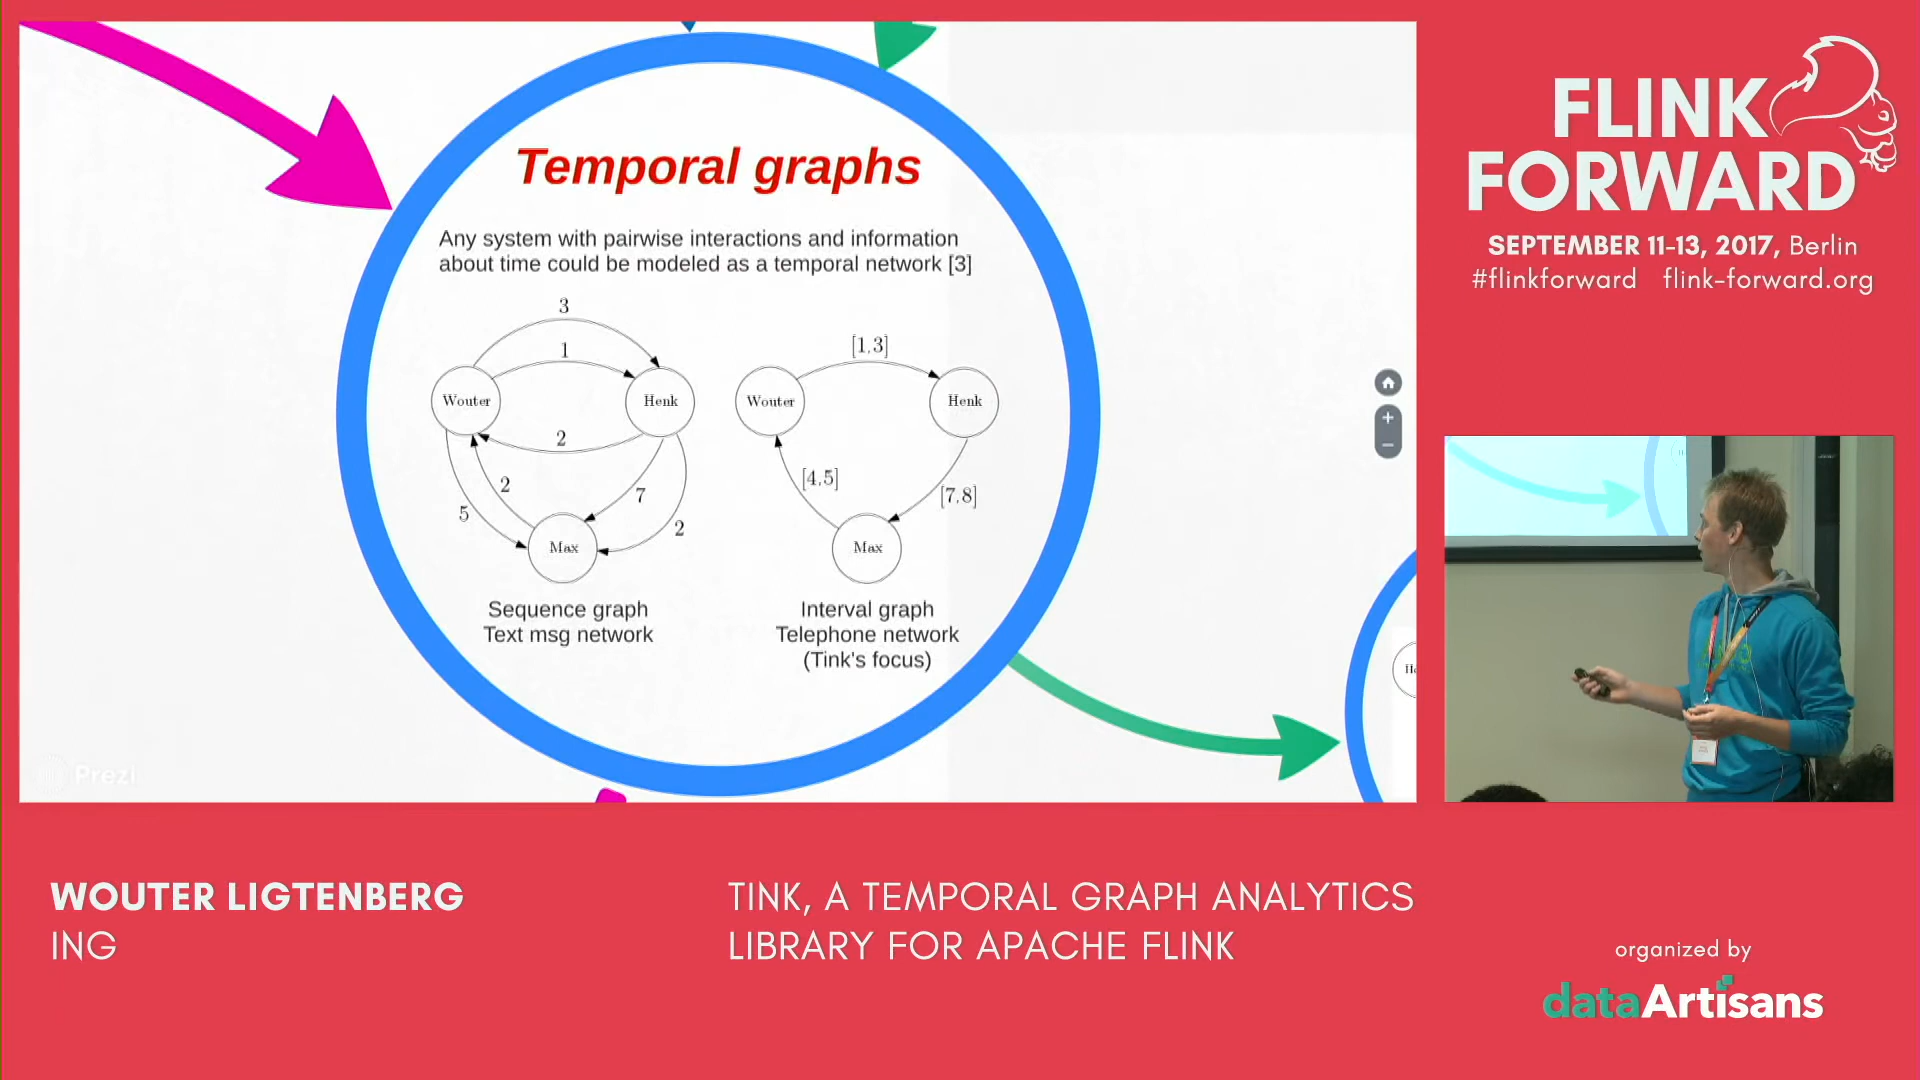 Temporal graphs
Any system with pairwise interactions and information
about time could be modeled as a temporal network [3]
3
1
Wouter
Henk
2
2
7
5
2
Max
Sequence graph
Text msg network
[1,3]
Wouter
Henk
[4,5]
[7,8]
Max
Interval graph
Telephone network
(Tink's focus)
Prezi
FLINK
FORWARD
SEPTEMBER 11-13, 2017, Berlin
#flinkforward flink-forward.org
WOUTER LIGTENBERG
ING
TINK, A TEMPORAL GRAPH ANALYTICS
LIBRARY FOR APACHE FLINK
organized by
dataArtisans